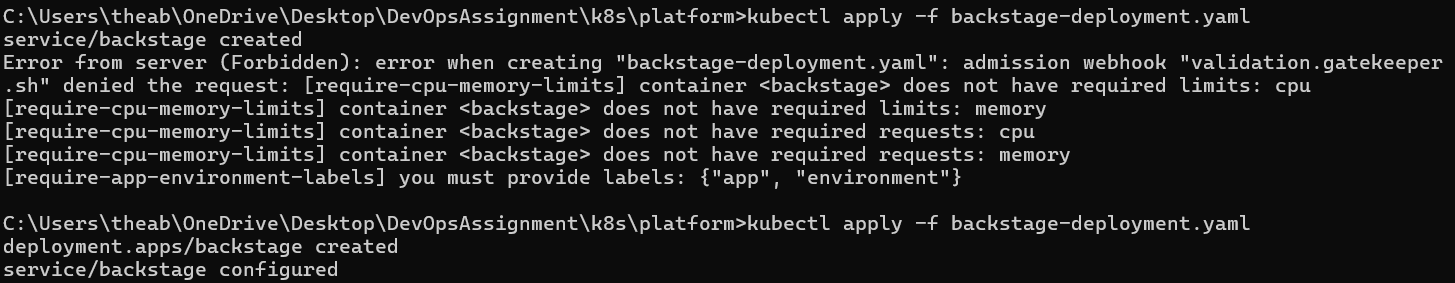 C:\Users\theab\OneDrive\Desktop\DevOpsAssignment\k8s\platform>kubectl apply -f backstage-deployment.yaml
service/backstage created
Error from server (Forbidden): error when creating "backstage-deployment.yaml": admission webhook "validation.gatekeeper
.sh" denied the request: [require-cpu-memory-limits] container <backstage> does not have required limits: cpu
[require-cpu-memory-limits] container <backstage> does not have required limits: memory
[require-cpu-memory-limits] container <backstage> does not have required requests: cpu
[require-cpu-memory-limits] container <backstage> does not have required requests: memory
[require-app-environment-labels] you must provide labels: {"app", "environment"}
C:\Users\theab\OneDrive\Desktop\DevOpsAssignment\k8s\platform>kubectl apply -f backstage-deployment.yaml
deployment.apps/backstage created
service/backstage configured